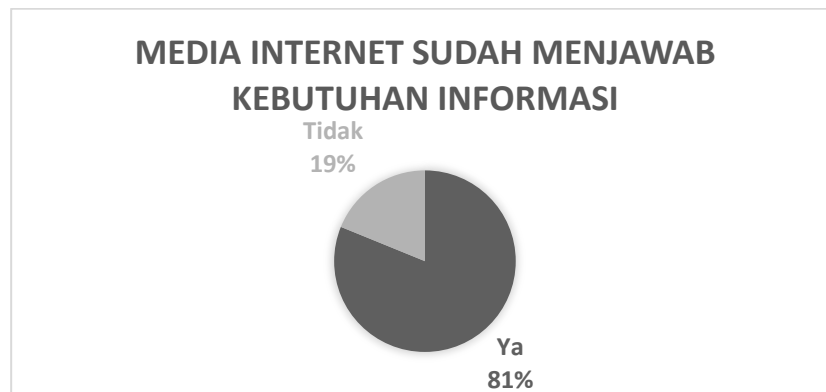 MEDIA INTERNET SUDAH MENJAWAB
KEBUTUHAN INFORMASI
Tidak
19%
Ya
81%